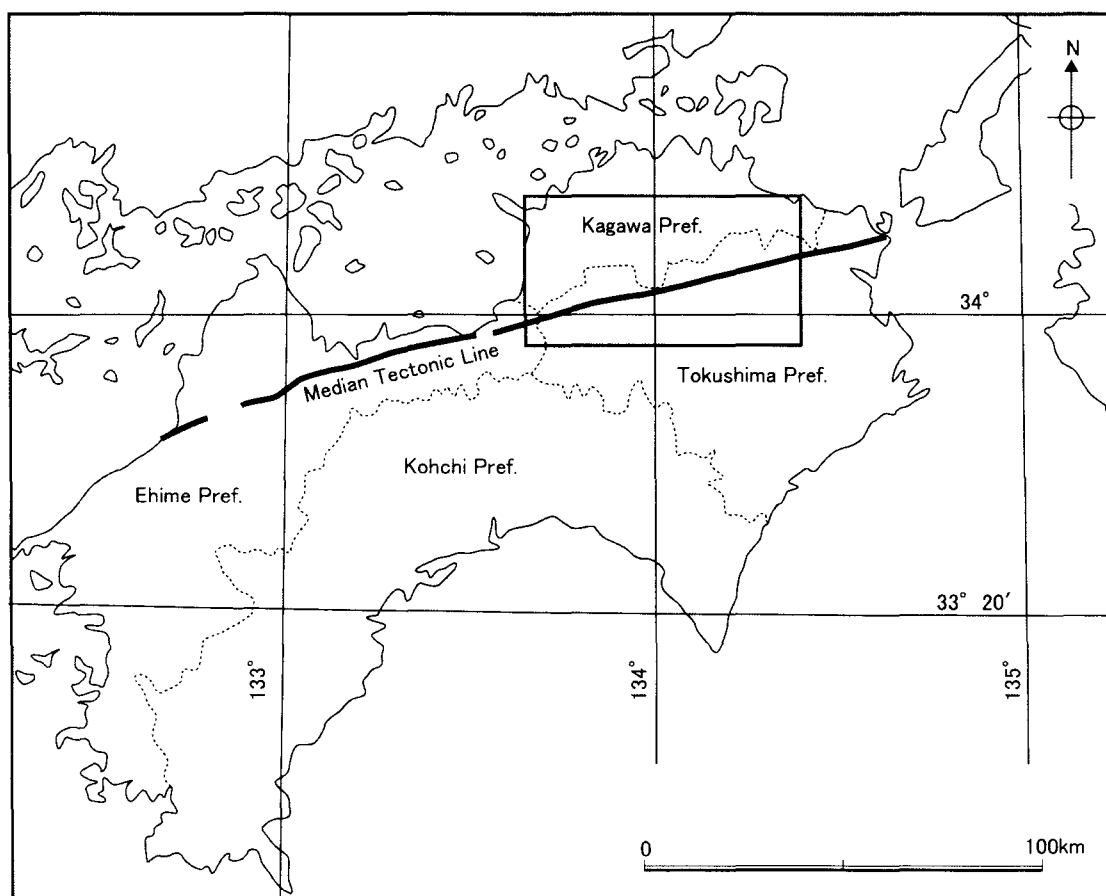 N
Kagawa Pref.
34°
Median Tectonic Line
Tokushima Pref.
Kohchi Pref.
Ehime Pref.
33° 20′
133°
134°
135°
0
100km